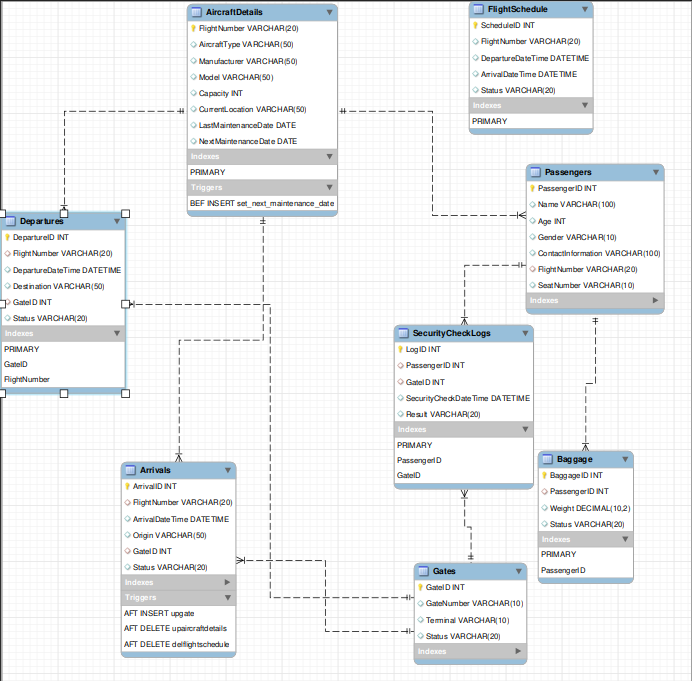 AircraftDetails
FlightNumber VARCHAR(20)
AircraftType VARCHAR(50)
Manufacturer VARCHAR(50)
Model VARCHAR(50)
Capacity INT
CurrentLocation VARCHAR(50)
LastMaintenanceDate DATE
NextMaintenanceDate DATE
Indexes
PRIMARY
Triggers
BEF INSERT set_next_maintenance_date
FlightSchedule
ScheduleID INT
FlightNumber VARCHAR(20)
DepartureDateTime DATETIME
ArrivalDateTime DATETIME
Status VARCHAR(20)
Indexes
PRIMARY
Passengers
PassengerID INT
Name VARCHAR(100)
Age INT
Gender VARCHAR(10)
ContactInformation VARCHAR(100)
FlightNumber VARCHAR(20)
SeatNumber VARCHAR(10)
Indexes
Departures
DepartureID INT
FlightNumber VARCHAR(20)
DepartureDateTime DATETIME
Destination VARCHAR(50)
GateID INT
Status VARCHAR(20)
Indexes
PRIMARY
GateID
FlightNumber
SecurityCheckLogs
LogID INT
PassengerID INT
GateID INT
SecurityCheckDateTime DATETIME
Result VARCHAR(20)
Indexes
PRIMARY
PassengerID
GateID
Baggage
BaggageID INT
PassengerID INT
Weight DECIMAL(10,2)
Status VARCHAR(20)
Indexes
PRIMARY
PassengerID
Arrivals
ArrivalID INT
FlightNumber VARCHAR(20)
ArrivalDateTime DATETIME
Origin VARCHAR(50)
GateID INT
Status VARCHAR(20)
Indexes
Triggers
AFT INSERT upgate
AFT DELETE upaircraftdetails
AFT DELETE delflightschedule
Gates
GateID INT
GateNumber VARCHAR(10)
Terminal VARCHAR(10)
Status VARCHAR(20)
Indexes